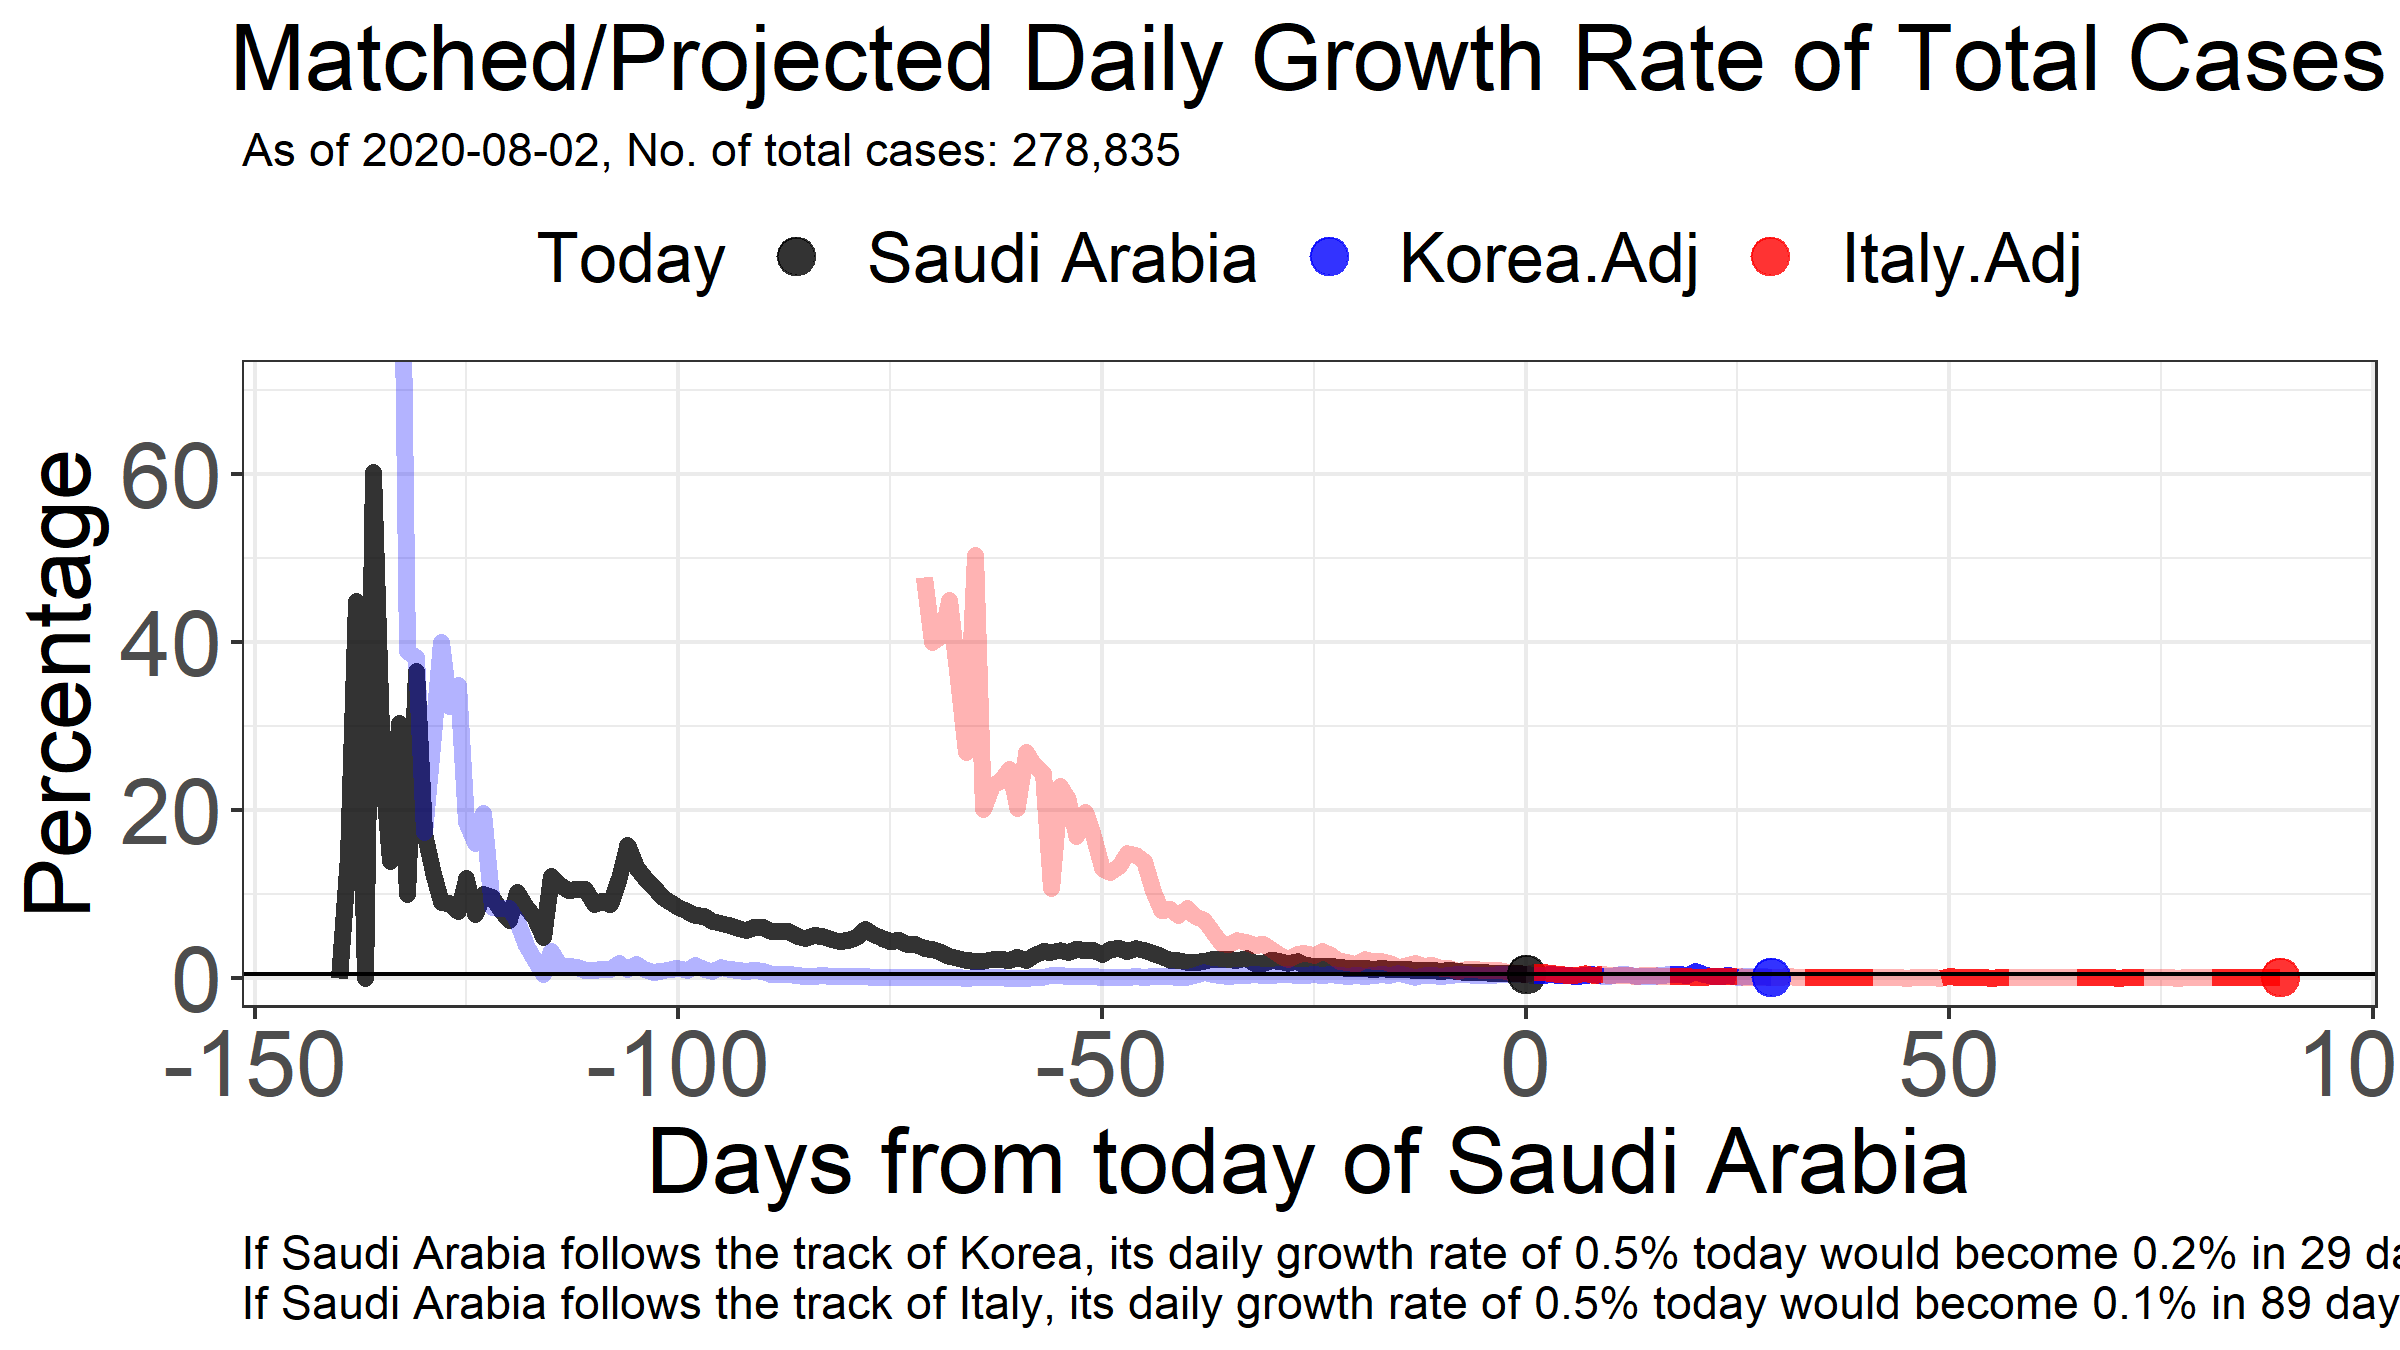 Matched/Projected Daily Growth Rate of Total Cases
As of 2020-08-02, No. of total cases: 278,835
Today Saudi Arabia Korea.Adj Italy.Adj
Percentage
60
40
20
0
-150 -100 -50 0 50 10
Days from today of Saudi Arabia
If Saudi Arabia follows the track of Korea, its daily growth rate of 0.5% today would become 0.2% in 29 da
If Saudi Arabia follows the track of Italy, its daily growth rate of 0.5% today would become 0.1% in 89 day